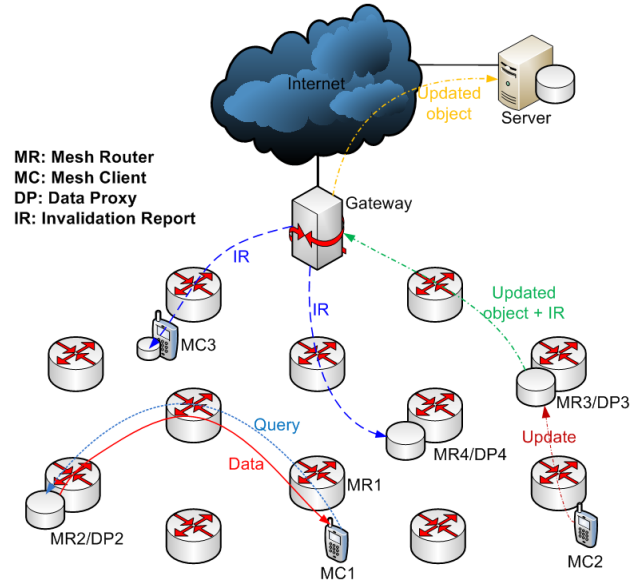 Internet
Updated
object
Server
MR: Mesh Router
MC: Mesh Client
DP: Data Proxy
IR: Invalidation Report
Gateway
IR
IR
Updated
object + IR
MC3
MR3/DP3
Query
Update
MR4/DP4
Data
MR1
MR2/DP2
MC1
MC2